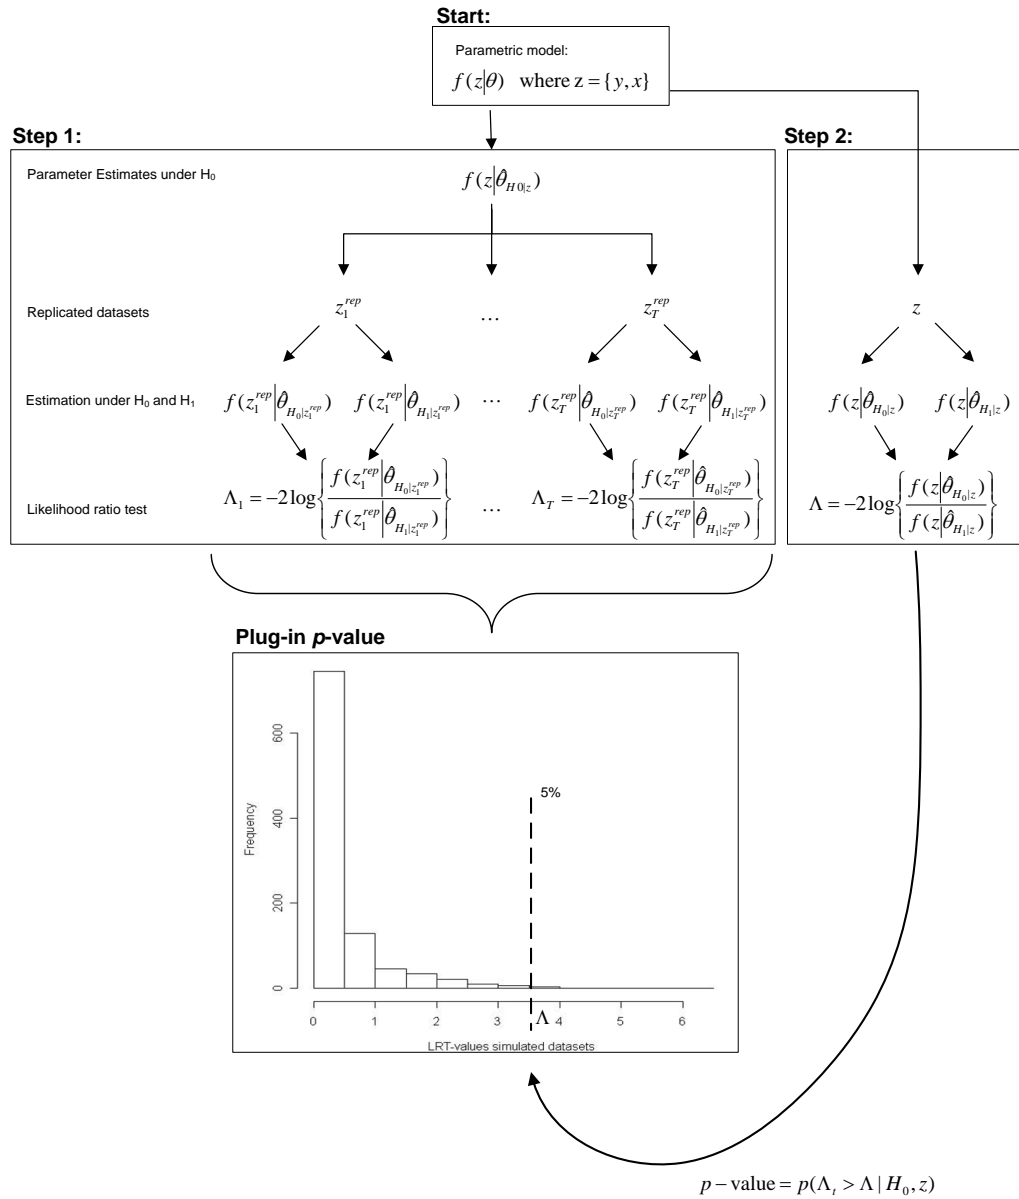 Start:
Parametric model:
f(z|θ) where z = {y, x}
Step 1:
Step 2:
Parameter Estimates under H₀
f(z|θ̂_{H0|z})
Replicated datasets
z₁^{rep} … z_T^{rep}
z
Estimation under H₀ and H₁
f(z₁^{rep}|θ̂_{H₀|z₁^{rep}}) f(z₁^{rep}|θ̂_{H₁|z₁^{rep}}) … f(z_T^{rep}|θ̂_{H₀|z_T^{rep}}) f(z_T^{rep}|θ̂_{H₁|z_T^{rep}})
f(z|θ̂_{H₀|z}) f(z|θ̂_{H₁|z})
Likelihood ratio test
Λ₁ = −2log{f(z₁^{rep}|θ̂_{H₀|z₁^{rep}}) / f(z₁^{rep}|θ̂_{H₁|z₁^{rep}})} … Λ_T = −2log{f(z_T^{rep}|θ̂_{H₀|z_T^{rep}}) / f(z_T^{rep}|θ̂_{H₁|z_T^{rep}})}
Λ = −2log{f(z|θ̂_{H₀|z}) / f(z|θ̂_{H₁|z})}
Plug-in p-value
Frequency
600
400
200
0
5%
0 1 2 3 Λ 4 5 6
LRT-values simulated datasets
p − value = p(Λ_t > Λ | H₀, z)